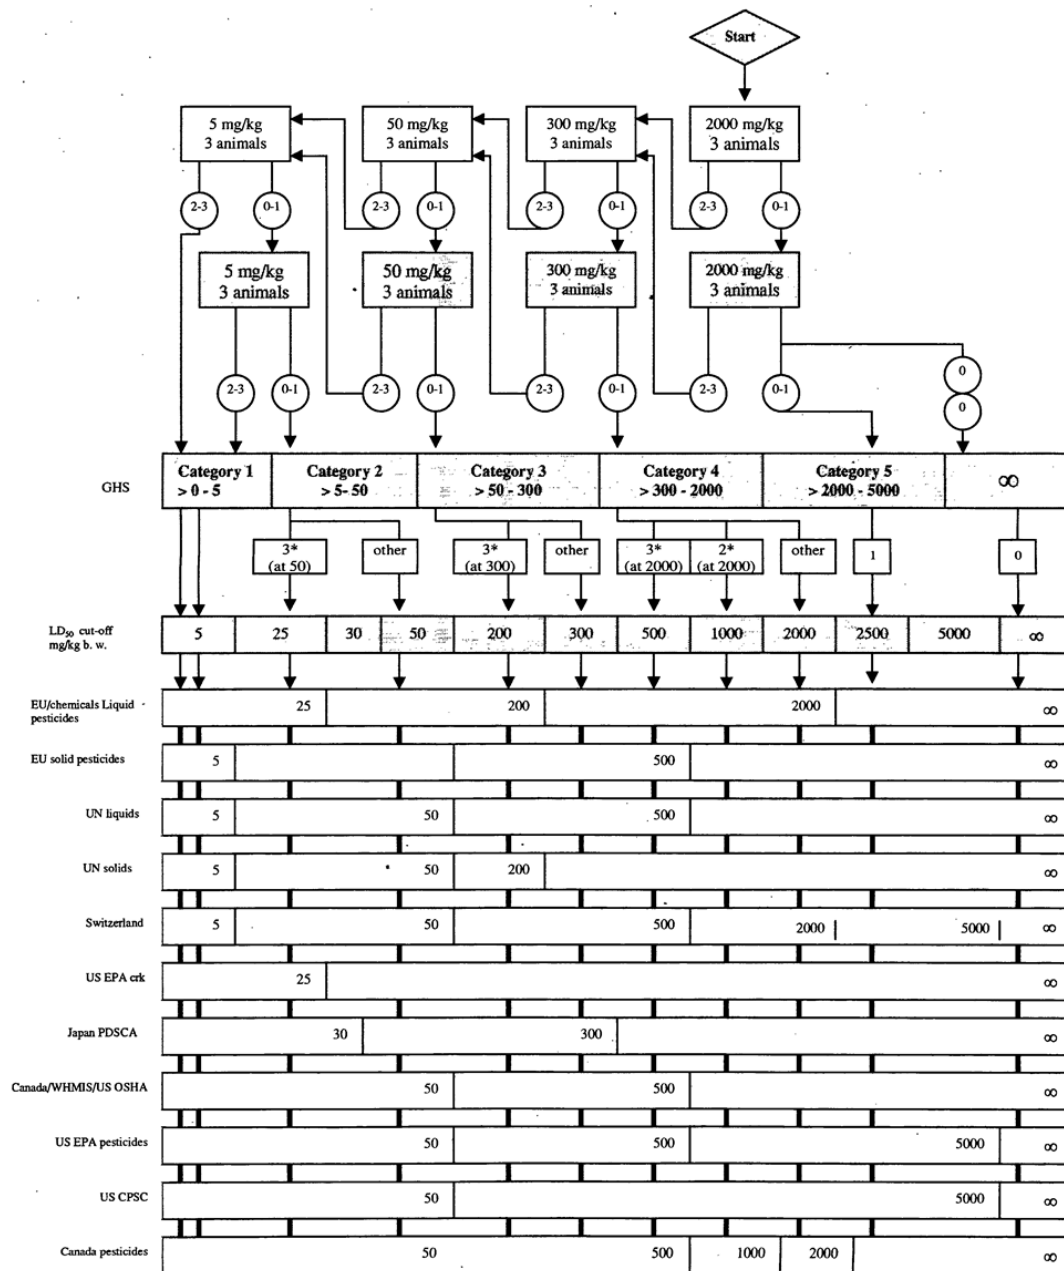 Start
5 mg/kg
3 animals
50 mg/kg
3 animals
300 mg/kg
3 animals
2000 mg/kg
3 animals
2-3
0-1
2-3
0-1
2-3
0-1
2-3
0-1
5 mg/kg
3 animals
50 mg/kg
3 animals
300 mg/kg
3 animals
2000 mg/kg
3 animals
2-3
0-1
2-3
0-1
2-3
0-1
2-3
0-1
0
0
GHS
Category 1
> 0 - 5
Category 2
> 5- 50
Category 3
> 50 - 300
Category 4
> 300 - 2000
Category 5
> 2000 - 5000
∞
3*
(at 50)
other
3*
(at 300)
other
3*
(at 2000)
2*
(at 2000)
other
1
0
LD50 cut-off
mg/kg b. w.
5 25 30 50 200 300 500 1000 2000 2500 5000 ∞
EU/chemicals Liquid
pesticides
25 200 2000 ∞
EU solid pesticides 5 500 ∞
UN liquids 5 50 500 ∞
UN solids 5 50 200 ∞
Switzerland 5 50 500 2000 5000 ∞
US EPA crk 25 ∞
Japan PDSCA 30 300 ∞
Canada/WHMIS/US OSHA 50 500 ∞
US EPA pesticides 50 500 5000 ∞
US CPSC 50 5000 ∞
Canada pesticides 50 500 1000 2000 ∞